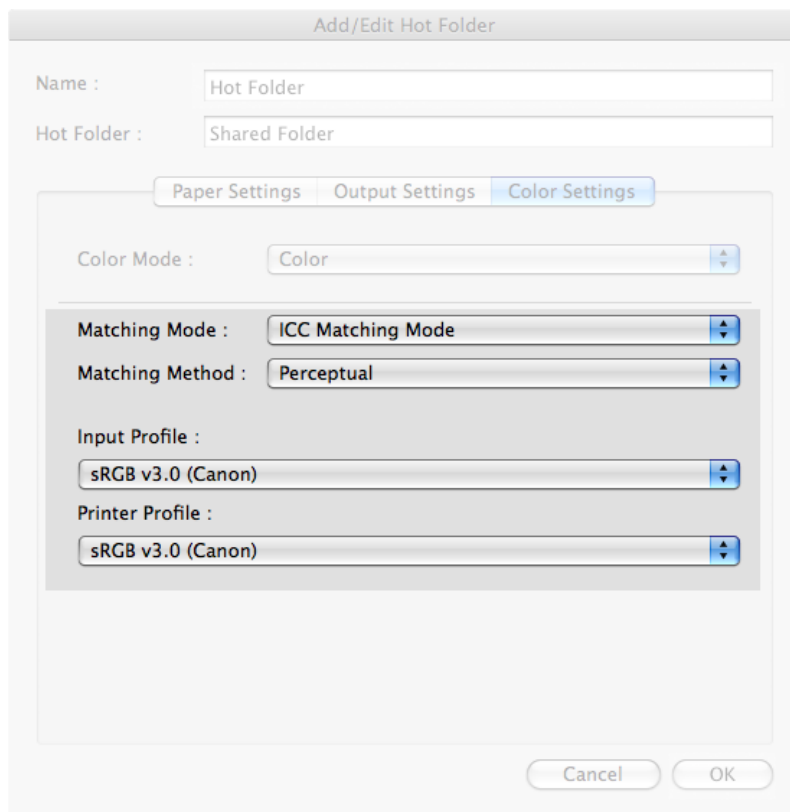 Add/Edit Hot Folder
Name : Hot Folder
Hot Folder : Shared Folder
Paper Settings Output Settings Color Settings
Color Mode : Color
Matching Mode : ICC Matching Mode
Matching Method : Perceptual
Input Profile :
sRGB v3.0 (Canon)
Printer Profile :
sRGB v3.0 (Canon)
Cancel OK